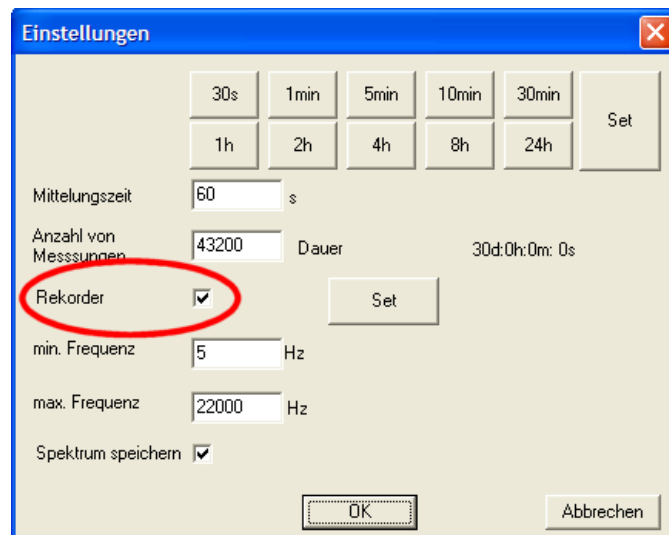 Einstellungen
30s 1min 5min 10min 30min Set
1h 2h 4h 8h 24h
Mittelungszeit 60 s
Anzahl von
Messsungen 43200 Dauer 30d:0h:0m: 0s
Rekorder Set
min. Frequenz 5 Hz
max. Frequenz 22000 Hz
Spektrum speichern
OK Abbrechen